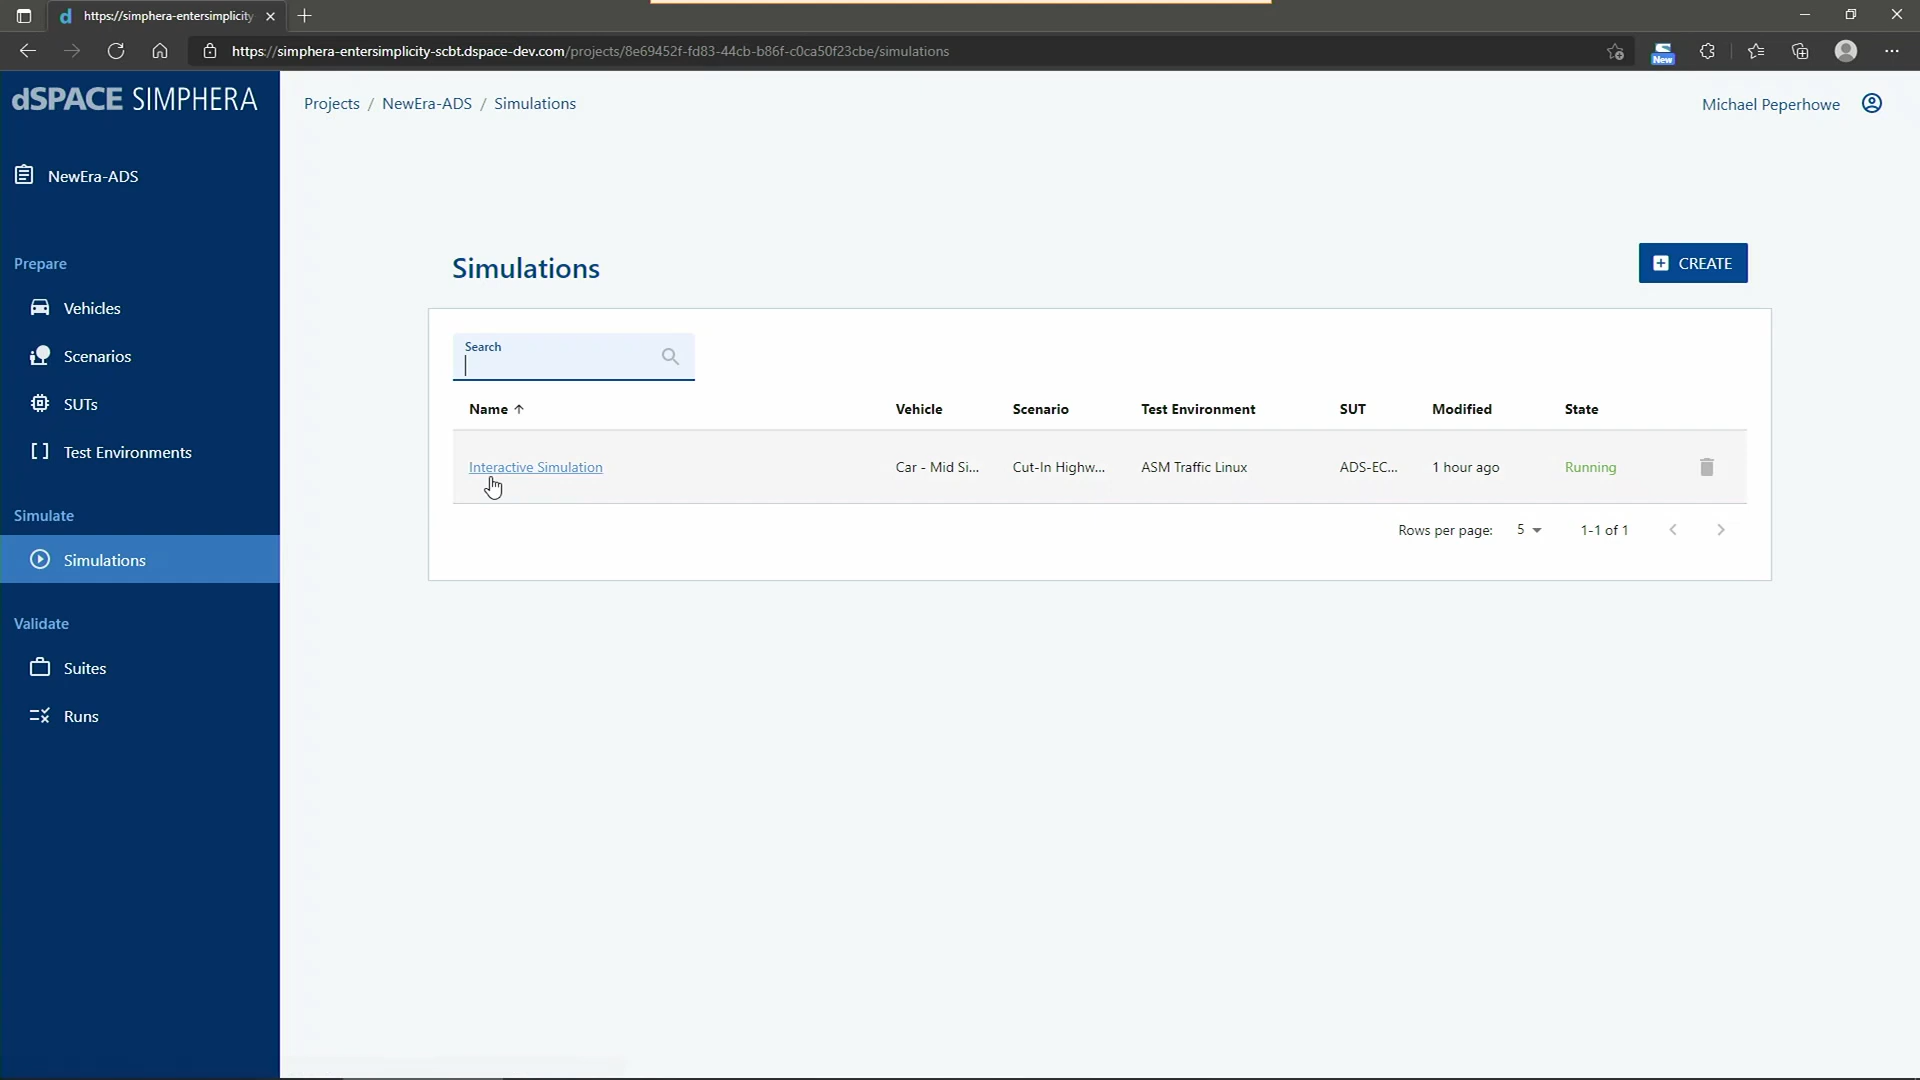 https://simphera-entersimplicity
https://simphera-entersimplicity-scbt.dspace-dev.com/projects/8e69452f-fd83-44cb-b86f-c0ca50f23cbe/simulations
New
dSPACE SIMPHERA
Projects / NewEra-ADS / Simulations
Michael Peperhowe
NewEra-ADS
Prepare
Vehicles
Scenarios
SUTs
Test Environments
Simulate
Simulations
Validate
Suites
Runs
Simulations
CREATE
Search
Name Vehicle Scenario Test Environment SUT Modified State
Interactive Simulation Car - Mid Si... Cut-In Highw... ASM Traffic Linux ADS-EC... 1 hour ago Running
Rows per page: 5 1-1 of 1